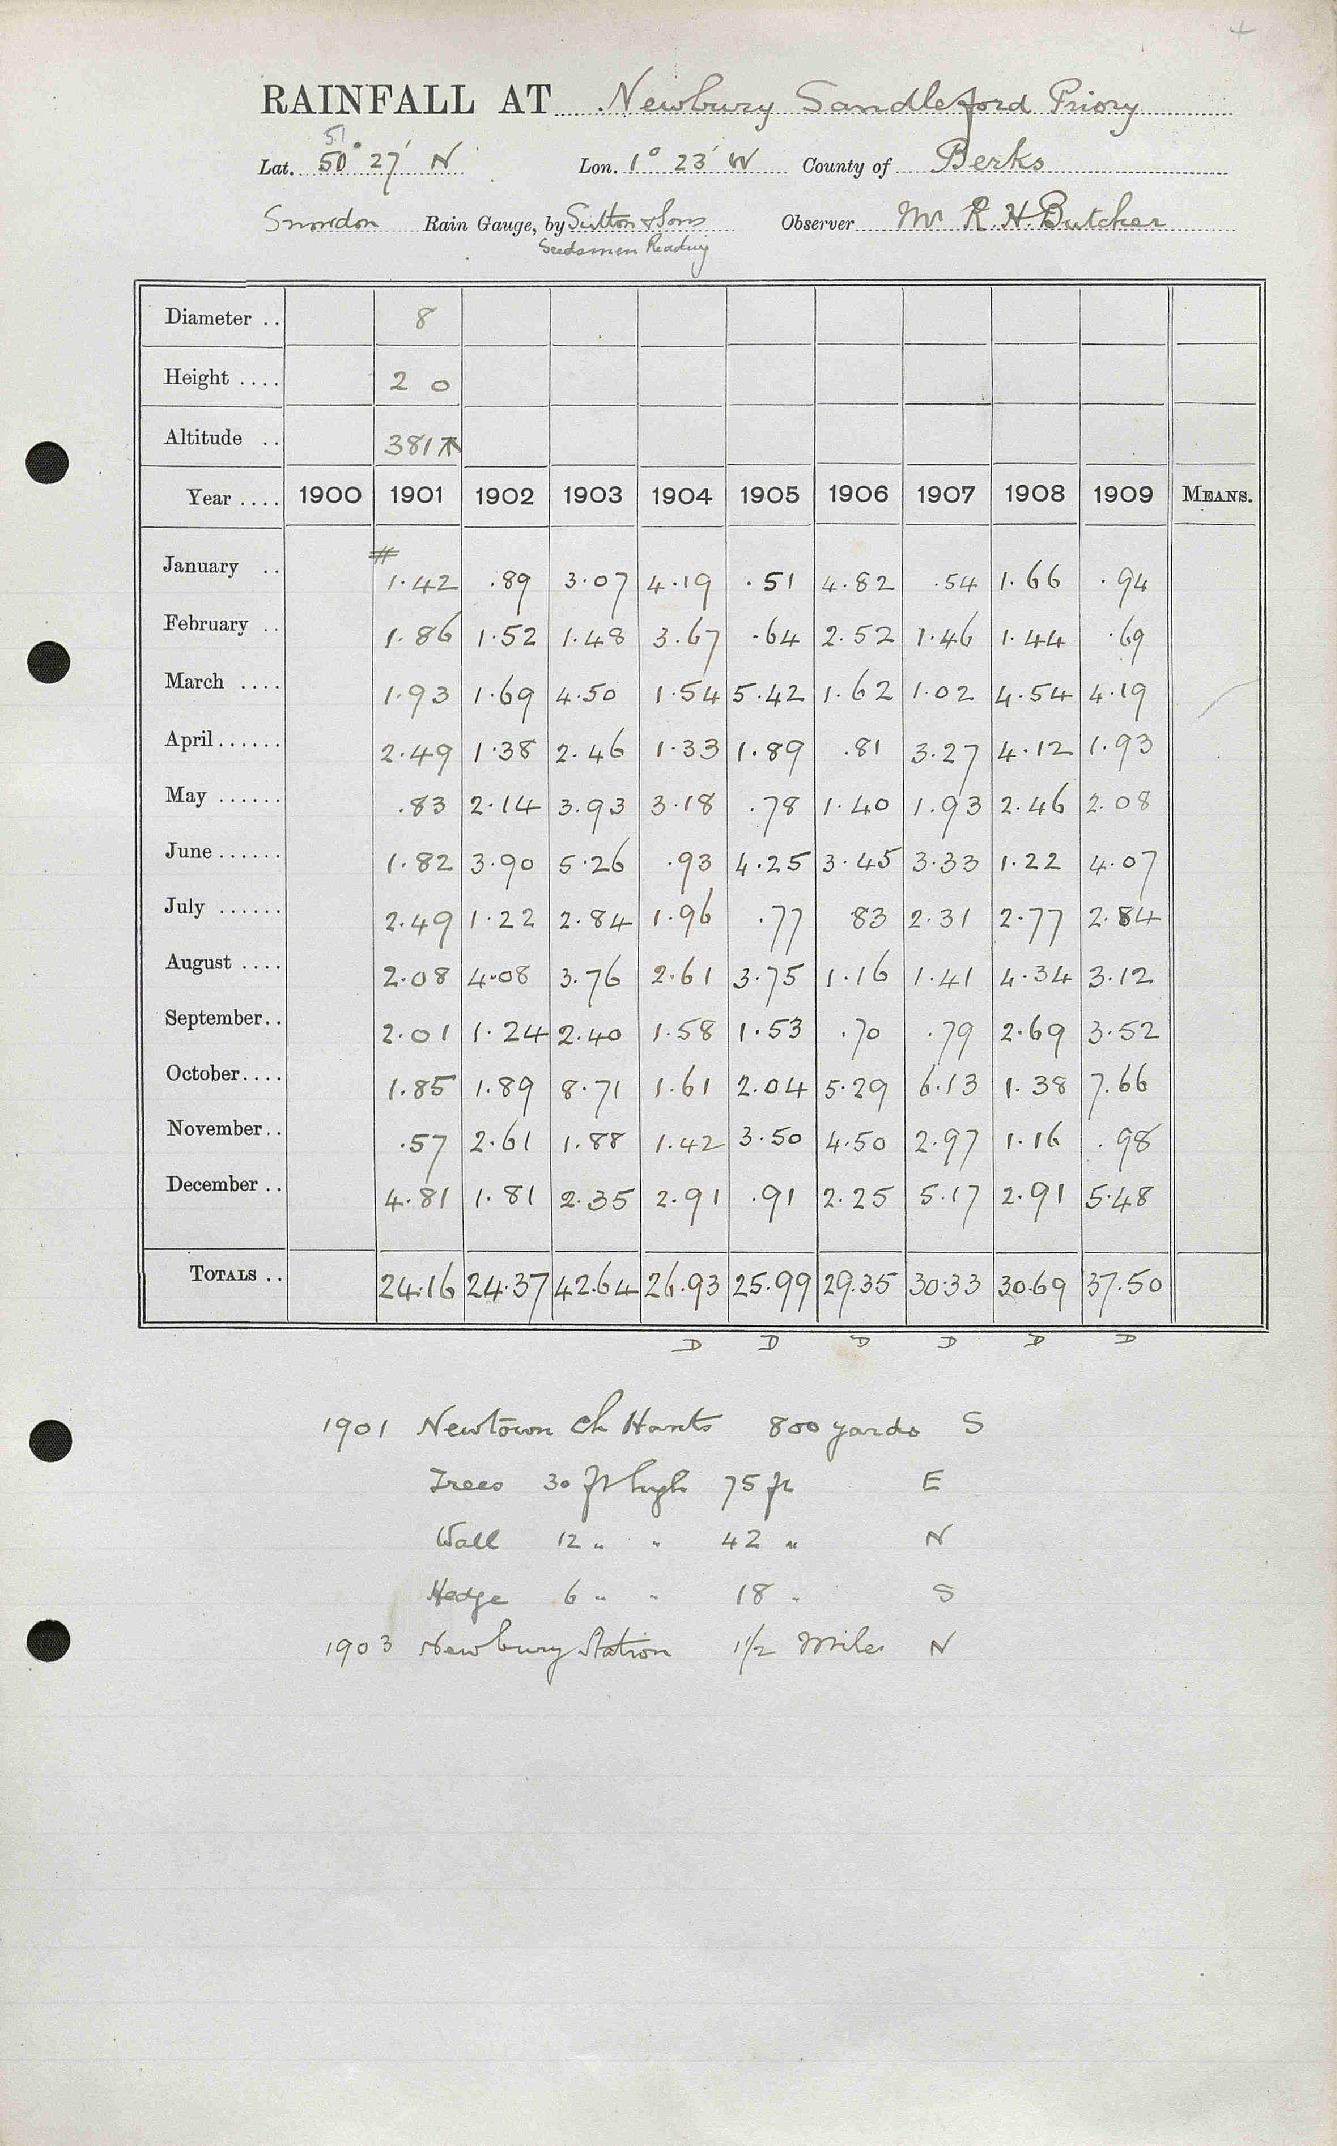 RAINFALL AT Newbury Sandleford Priory
51
Lat. 50° 27' N Lon. 1° 23' W County of Berks
Snowdon Rain Gauge, by Sutton & Sons Observer Mr R. H. Butcher
Seedsmen Reading
Diameter .. 8
Height .... 2 0
Altitude .. 381
Year .... 1900 1901 1902 1903 1904 1905 1906 1907 1908 1909 MEANS.
January .. 1.42 .89 3.07 4.19 .51 4.82 .54 1.66 .94
February .. 1.86 1.52 1.48 3.67 .64 2.52 1.46 1.44 .69
March .... 1.93 1.69 4.50 1.54 5.42 1.62 1.02 4.54 4.19
April...... 2.49 1.38 2.46 1.33 1.89 .81 3.27 4.12 1.93
May ...... .83 2.14 3.93 3.18 .78 1.40 1.93 2.46 2.08
June...... 1.82 3.90 5.26 .93 4.25 3.45 3.33 1.22 4.07
July ...... 2.49 1.22 2.84 1.96 .77 83 2.31 2.77 2.84
August .... 2.08 4.08 3.76 2.61 3.75 1.16 1.41 4.34 3.12
September.. 2.01 1.24 2.40 1.58 1.53 .70 .79 2.69 3.52
October.... 1.85 1.89 8.71 1.61 2.04 5.29 6.13 1.38 7.66
November.. .57 2.61 1.88 1.42 3.50 4.50 2.97 1.16 .98
December .. 4.81 1.81 2.35 2.91 .91 2.25 5.17 2.91 5.48
TOTALS .. 24.16 24.37 42.64 26.93 25.99 29.35 30.33 30.69 37.50
D D D D D D
1901 Newtown Ch Hants 800 yards S
Trees 30 ft high 75 ft E
Wall 12 " " 42 " N
Hedge 6 " " 18 " S
1903 Newbury Station 1 1/2 Miles N